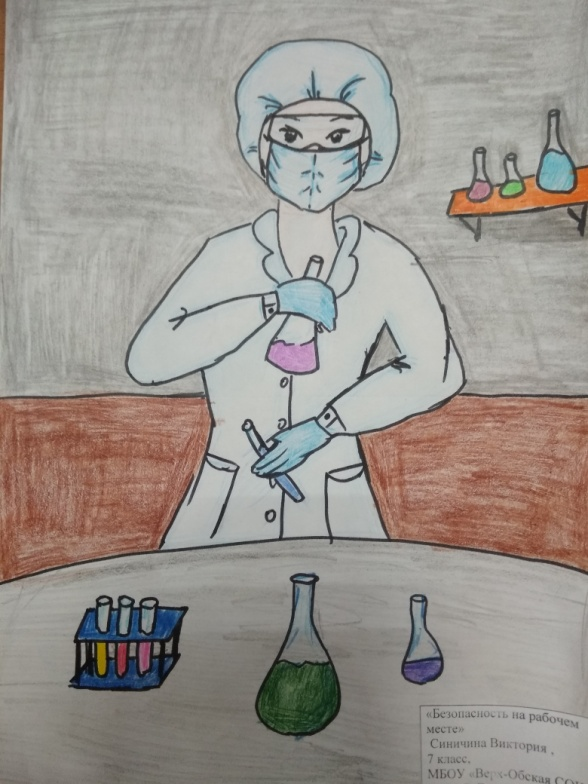 «Безопасность на рабочем
месте»
Синичина Виктория ,
7 класс.
МБОУ «Верх-Обская